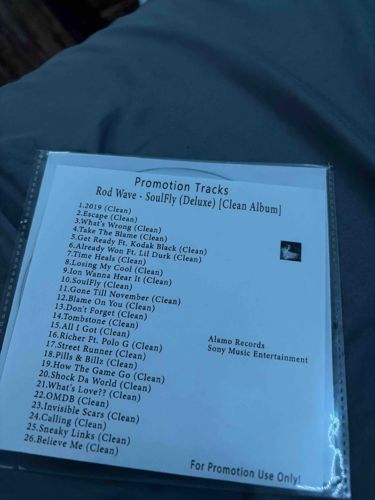 Promotion Tracks
Rod Wave - SoulFly (Deluxe) [Clean Album]
1.2019 (Clean)
2.Escape (Clean)
3.What's Wrong (Clean)
4.Take The Blame (Clean)
5.Get Ready Ft. Kodak Black (Clean)
6.Already Won Ft. Lil Durk (Clean)
7.Time Heals (Clean)
8.Losing My Cool (Clean)
9.Ion Wanna Hear It (Clean)
10.SoulFly (Clean)
11.Gone Till November (Clean)
12.Blame On You (Clean)
13.Don't Forget (Clean)
14.Tombstone (Clean)
15.All I Got (Clean)
16.Richer Ft. Polo G (Clean)
17.Street Runner (Clean)
18.Pills & Billz (Clean)
19.How The Game Go (Clean)
20.Shock Da World (Clean)
21.What's Love?? (Clean)
22.OMDB (Clean)
23.Invisible Scars (Clean)
24.Calling (Clean)
25.Sneaky Links (Clean)
26.Believe Me (Clean)
Alamo Records
Sony Music Entertainment
For Promotion Use Only!